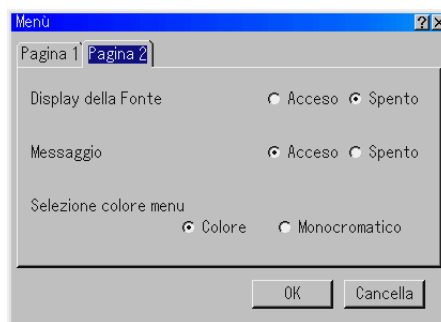 Menù
Pagina 1 Pagina 2
Display della Fonte Acceso Spento
Messaggio Acceso Spento
Selezione colore menu
Colore Monocromatico
OK Cancella